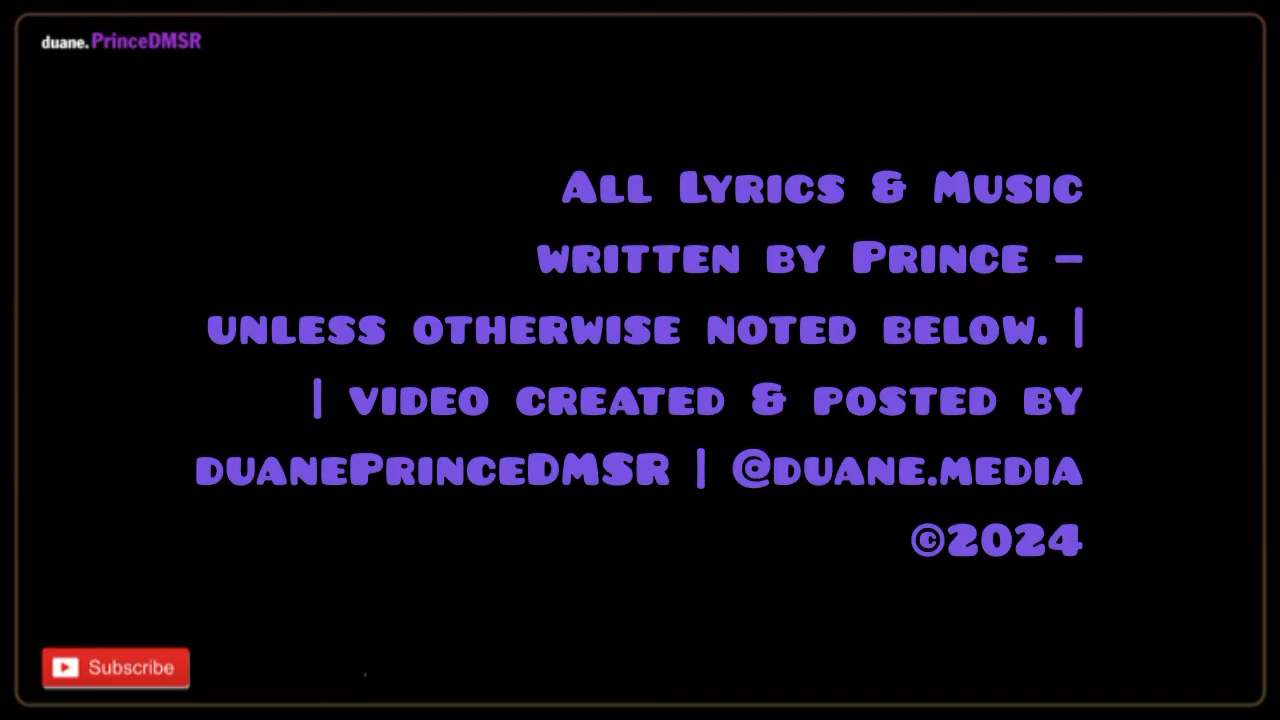 duane.PrinceDMSR
All Lyrics & Music
written by Prince –
unless otherwise noted below. |
| video created & posted by
duanePrinceDMSR | @duane.media
©2024
Subscribe